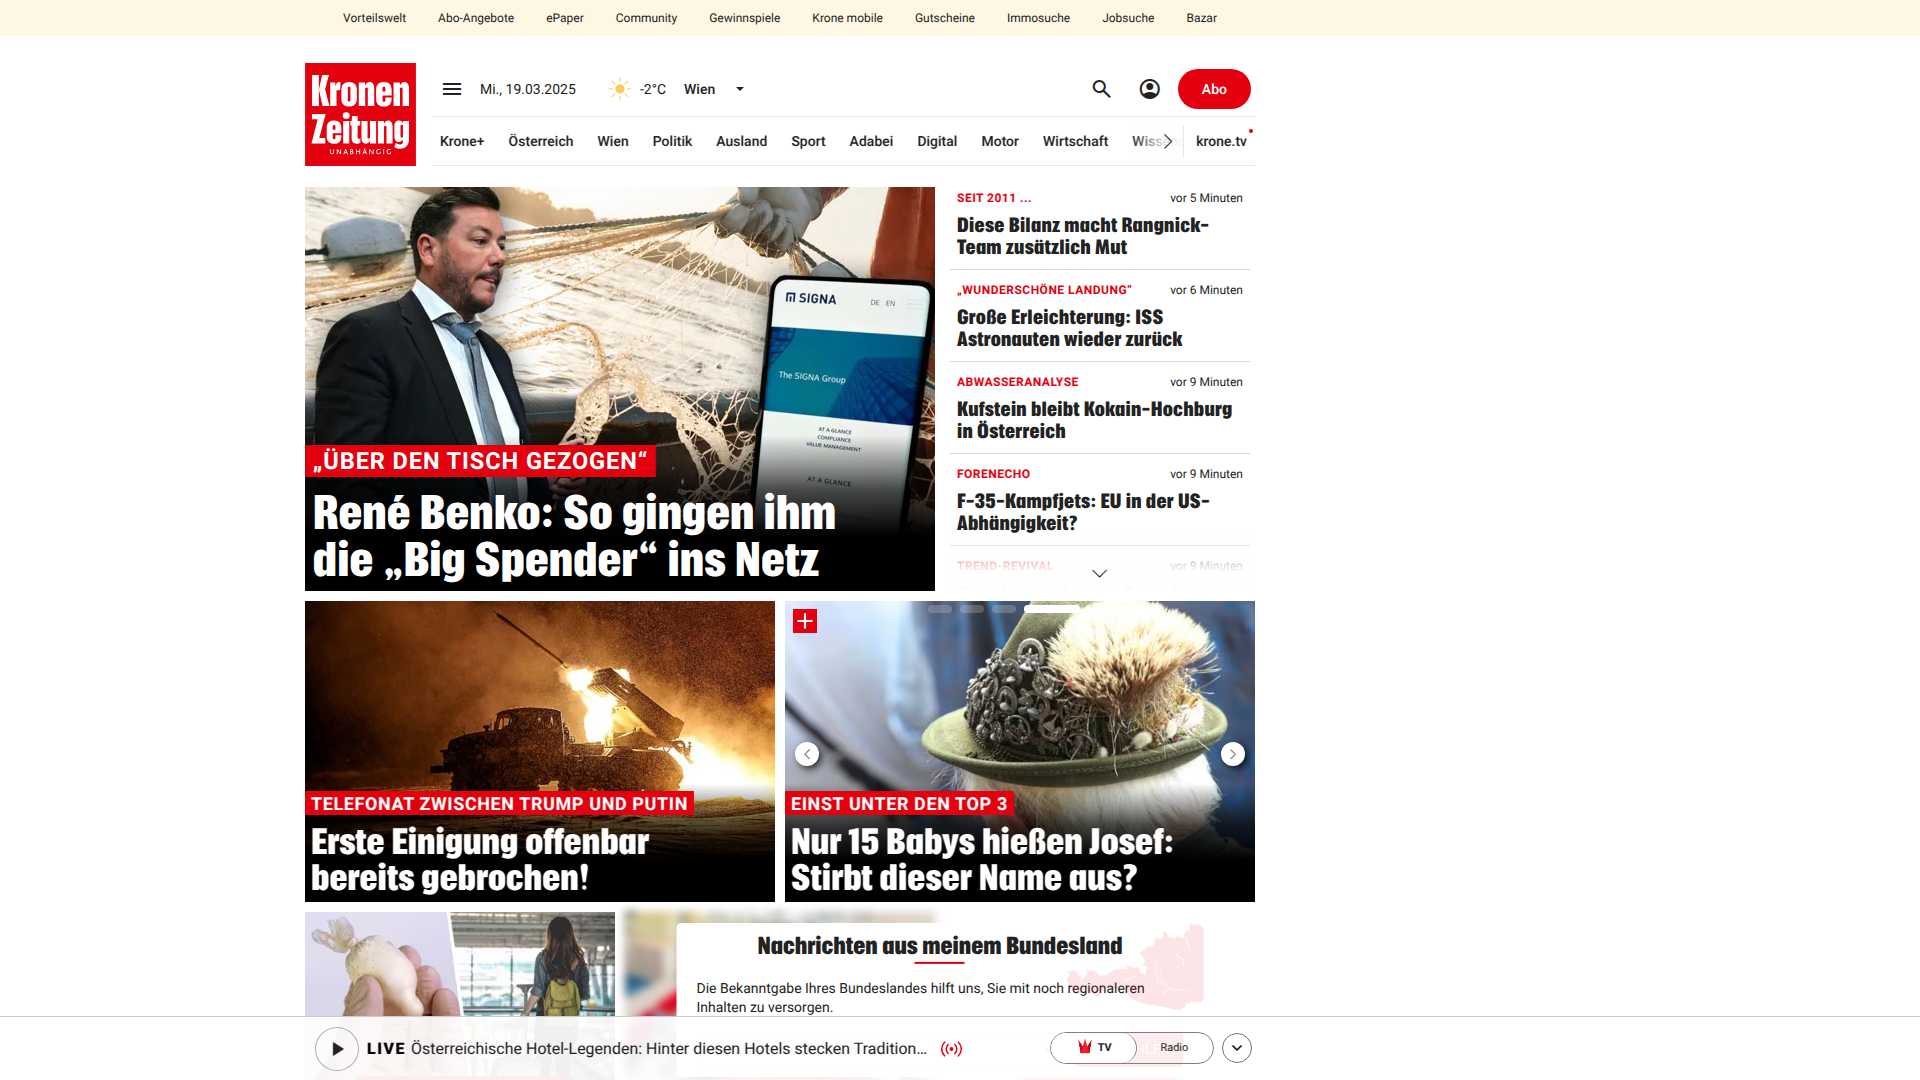 Vorteilswelt Abo-Angebote ePaper Community Gewinnspiele Krone mobile Gutscheine Immosuche Jobsuche Bazar
Kronen
Zeitung
UNABHÄNGIG
Mi., 19.03.2025 -2°C Wien
Abo
Krone+ Österreich Wien Politik Ausland Sport Adabei Digital Motor Wirtschaft krone.tv
SIGNA DE EN
The SIGNA Group
AT A GLANCE
COMPLIANCE
VALUE MANAGEMENT
AT A GLANCE
„ÜBER DEN TISCH GEZOGEN“
René Benko: So gingen ihm
die „Big Spender“ ins Netz
SEIT 2011 ... vor 5 Minuten
Diese Bilanz macht Rangnick-
Team zusätzlich Mut
„WUNDERSCHÖNE LANDUNG“ vor 6 Minuten
Große Erleichterung: ISS
Astronauten wieder zurück
ABWASSERANALYSE vor 9 Minuten
Kufstein bleibt Kokain-Hochburg
in Österreich
FORENECHO vor 9 Minuten
F-35-Kampfjets: EU in der US-
Abhängigkeit?
TREND-REVIVAL vor 9 Minuten
TELEFONAT ZWISCHEN TRUMP UND PUTIN
Erste Einigung offenbar
bereits gebrochen!
EINST UNTER DEN TOP 3
Nur 15 Babys hießen Josef:
Stirbt dieser Name aus?
Nachrichten aus meinem Bundesland
Die Bekanntgabe Ihres Bundeslandes hilft uns, Sie mit noch regionaleren
Inhalten zu versorgen.
LIVE Österreichische Hotel-Legenden: Hinter diesen Hotels stecken Tradition...
TV Radio